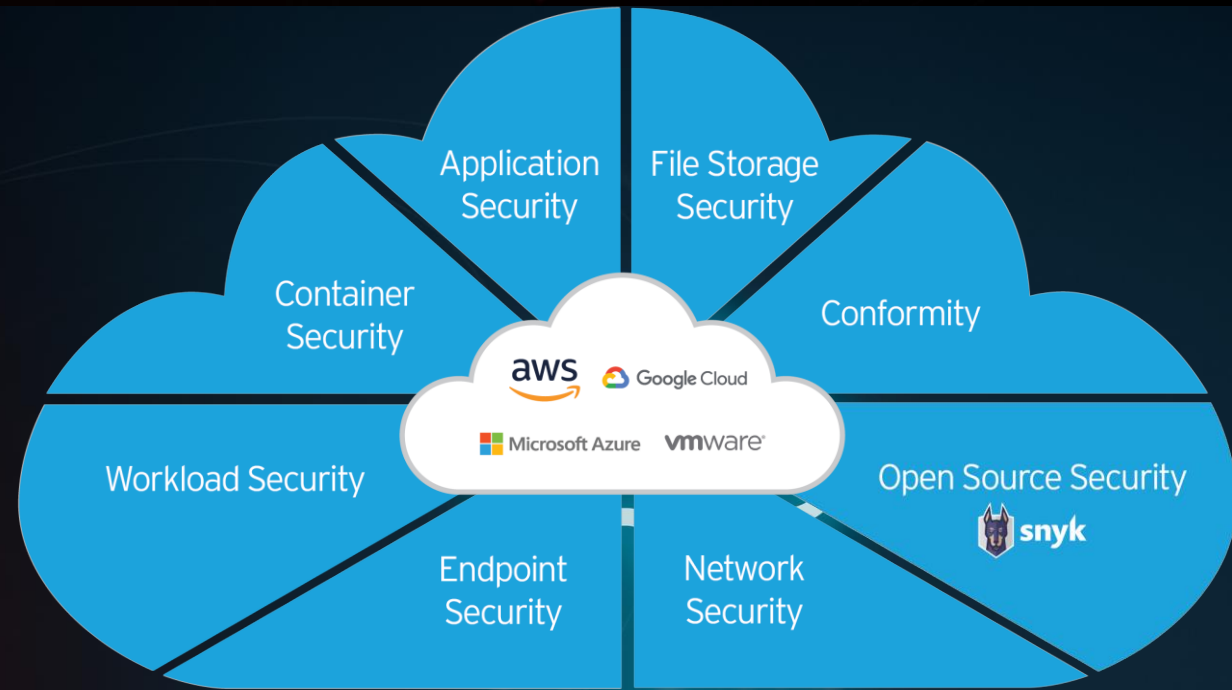 Application
Security
File Storage
Security
Container
Security
Conformity
aws
Google Cloud
Microsoft Azure
vmware®
Workload Security
Open Source Security
snyk
Endpoint
Security
Network
Security